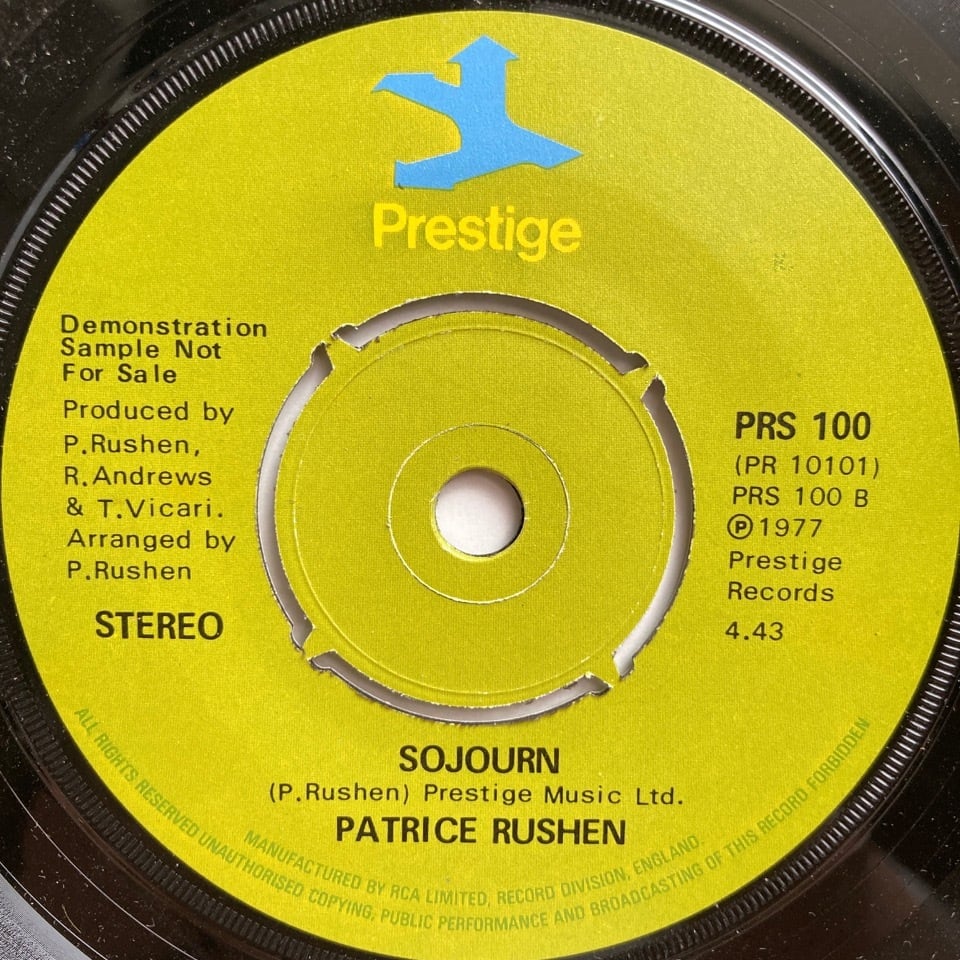 Prestige
Demonstration
Sample Not
For Sale
Produced by
P.Rushen,
R.Andrews
& T.Vicari.
Arranged by
P.Rushen
STEREO
PRS 100
(PR 10101)
PRS 100 B
Ⓟ1977
Prestige
Records
4.43
SOJOURN
(P.Rushen) Prestige Music Ltd.
PATRICE RUSHEN
MANUFACTURED BY RCA LIMITED, RECORD DIVISION, ENGLAND.
ALL RIGHTS RESERVED UNAUTHORISED COPYING, PUBLIC PERFORMANCE AND BROADCASTING OF THIS RECORD FORBIDDEN